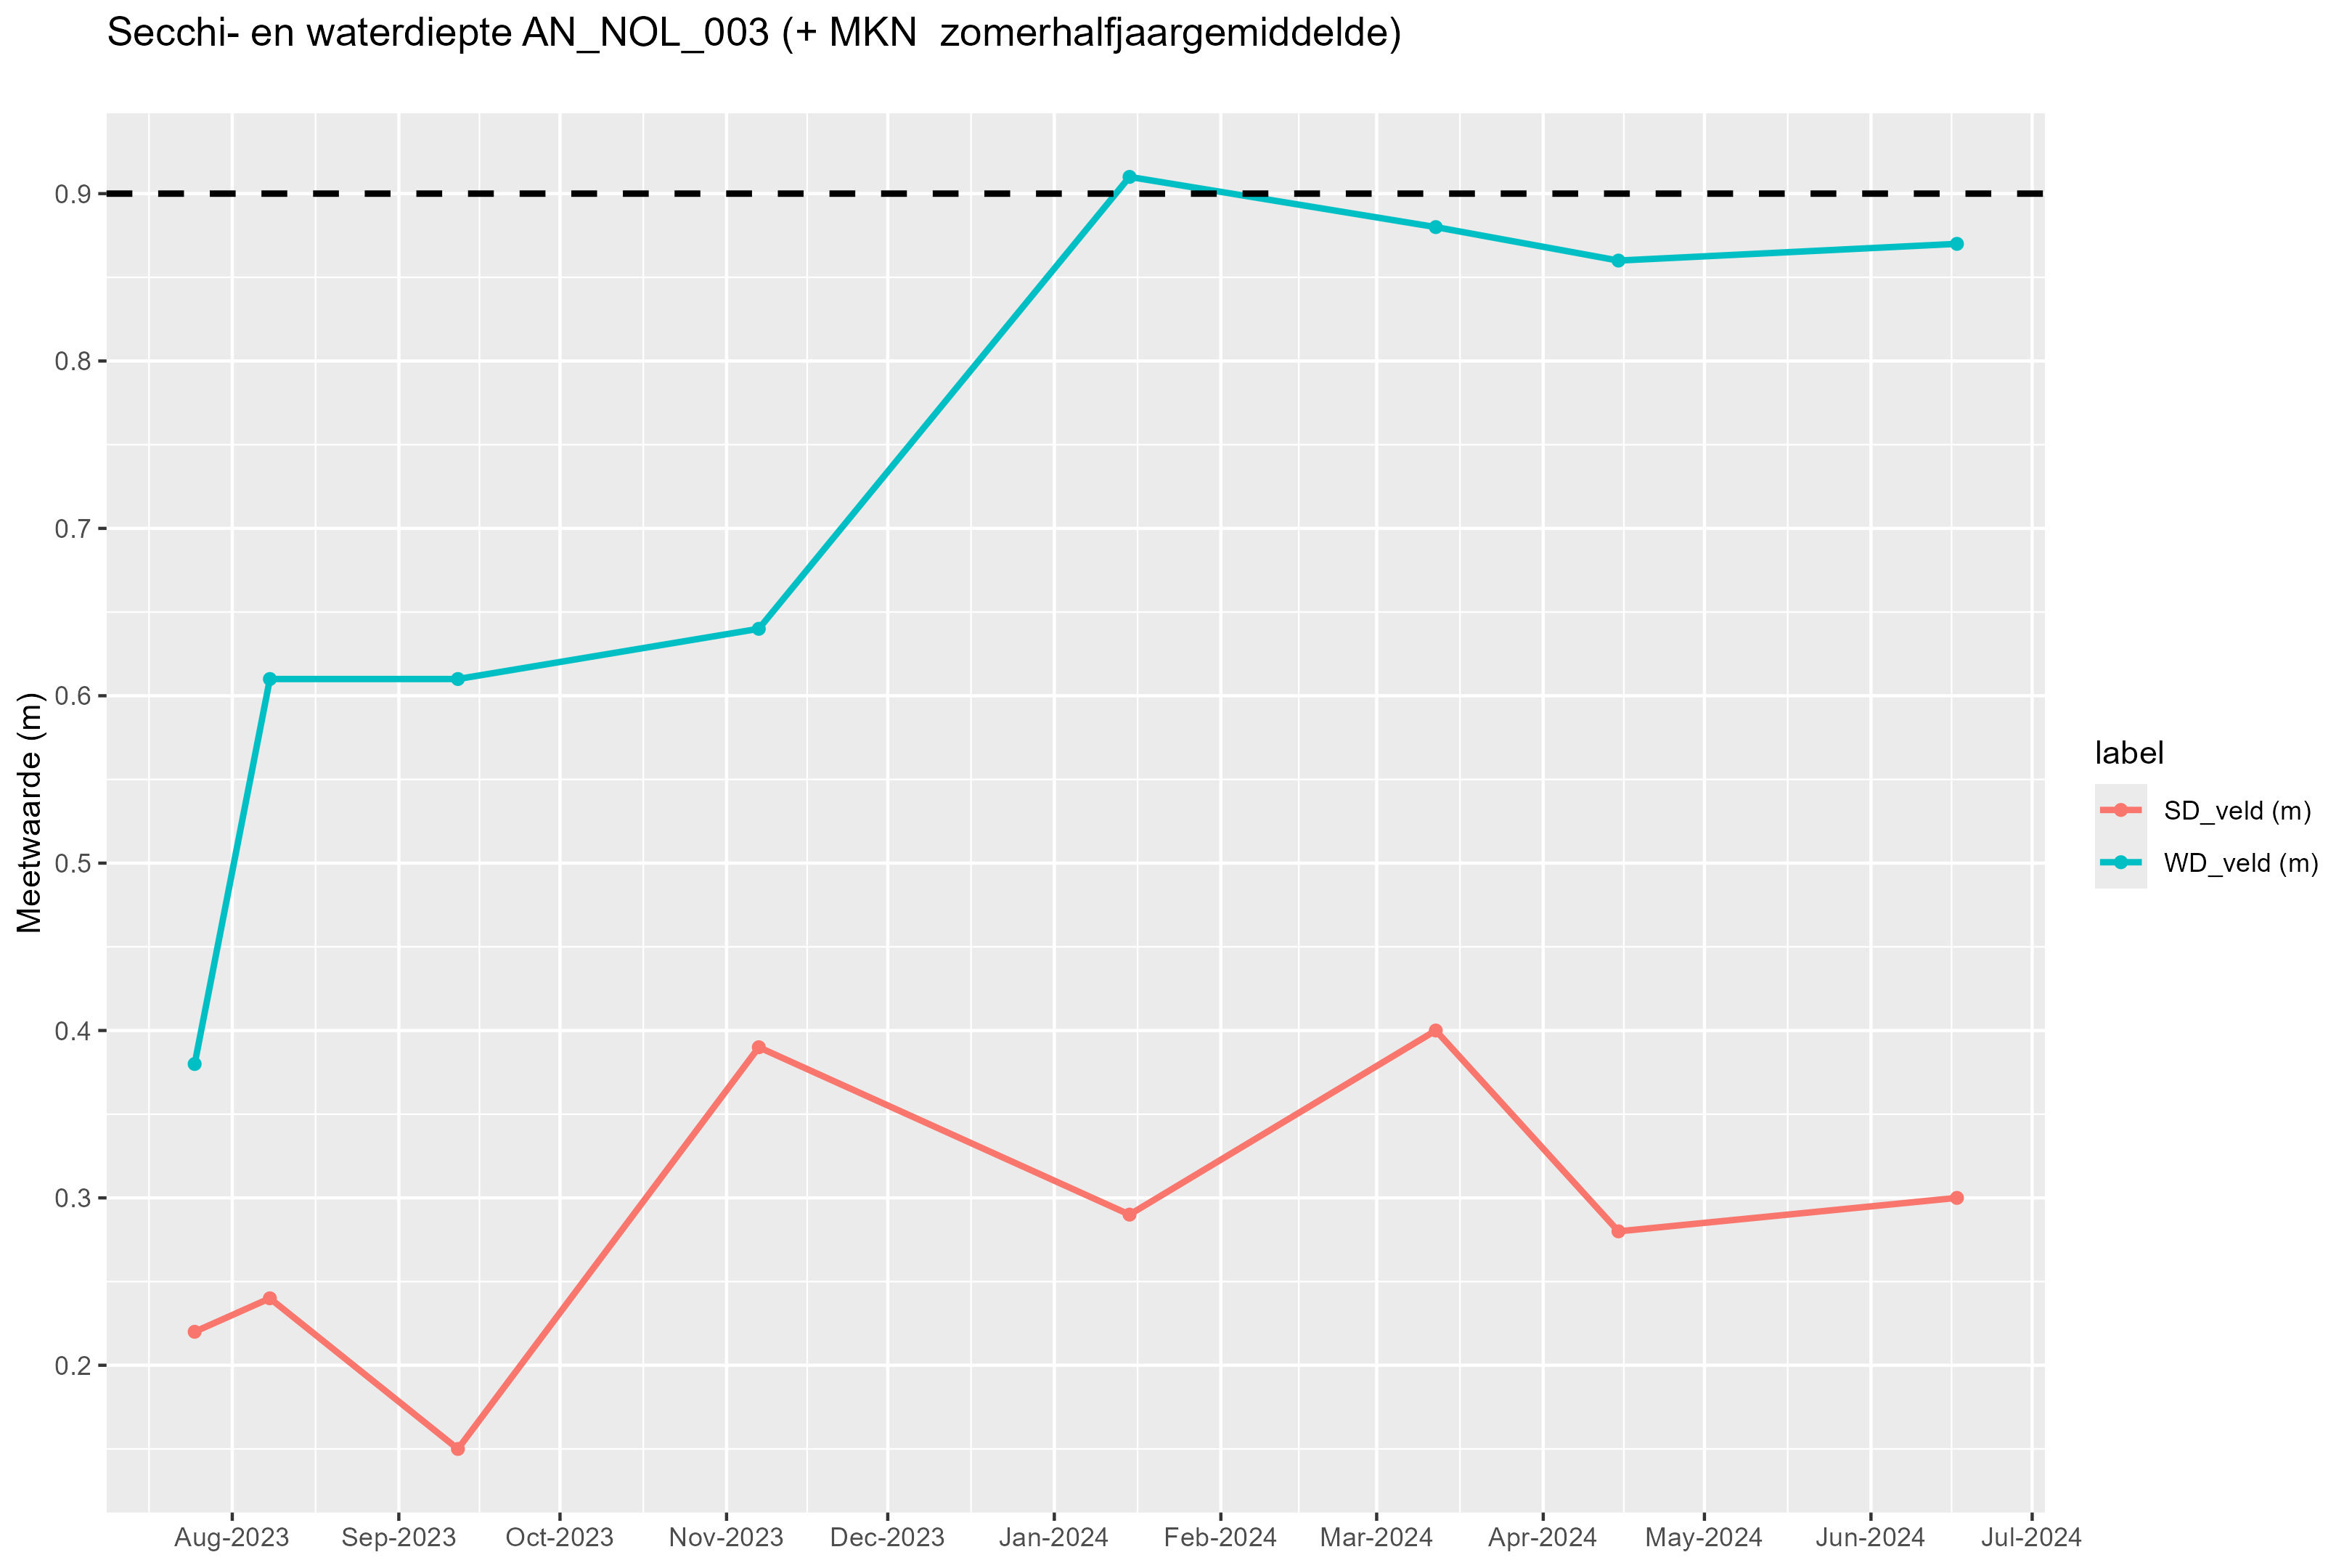 Secchi- en waterdiepte AN_NOL_003 (+ MKN  zomerhalfjaargemiddelde)
Meetwaarde (m)
0.9
0.8
0.7
0.6
0.5
0.4
0.3
0.2
Aug-2023 Sep-2023 Oct-2023 Nov-2023 Dec-2023 Jan-2024 Feb-2024 Mar-2024 Apr-2024 May-2024 Jun-2024 Jul-2024
label
SD_veld (m)
WD_veld (m)